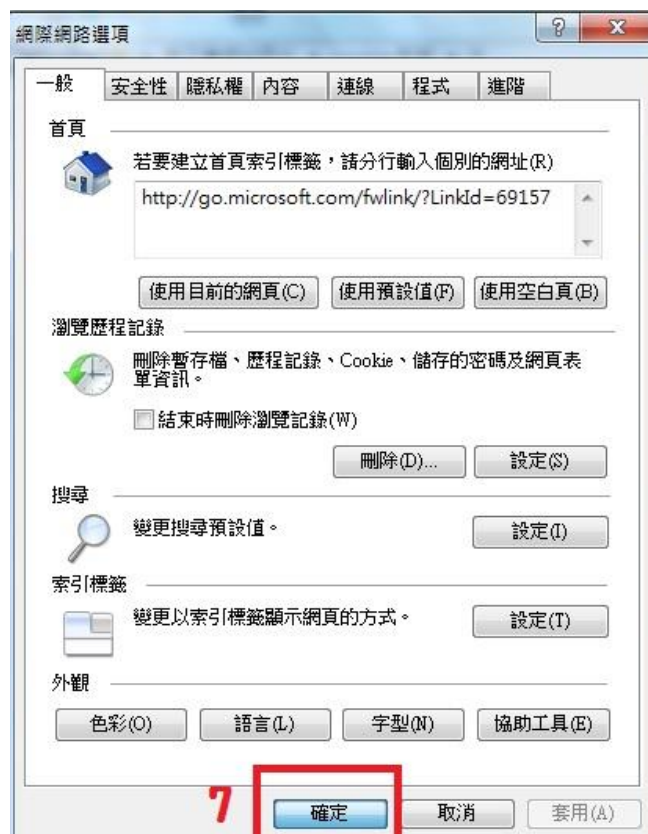 網際網路選項
一般 安全性 隱私權 內容 連線 程式 進階
首頁
若要建立首頁索引標籤，請分行輸入個別的網址(R)
http://go.microsoft.com/fwlink/?LinkId=69157
使用目前的網頁(C) 使用預設值(F) 使用空白頁(B)
瀏覽歷程記錄
刪除暫存檔、歷程記錄、Cookie、儲存的密碼及網頁表
單資訊。
結束時刪除瀏覽記錄(W)
刪除(D)... 設定(S)
搜尋
變更搜尋預設值。
設定(I)
索引標籤
變更以索引標籤顯示網頁的方式。
設定(T)
外觀
色彩(O) 語言(L) 字型(N) 協助工具(E)
7
確定 取消 套用(A)